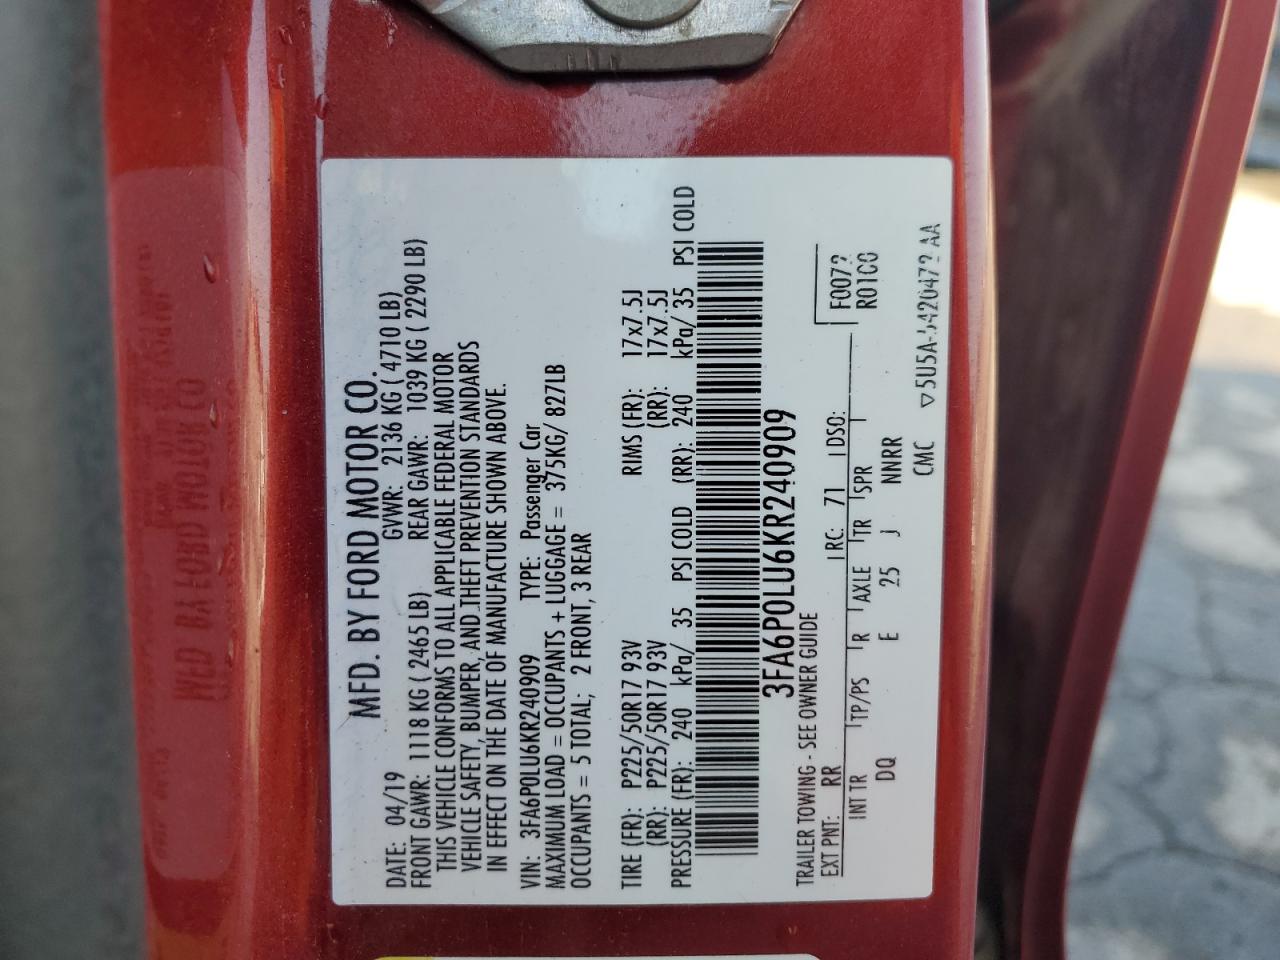 MFD. BY FORD MOTOR CO.
DATE: 04/19 GVWR: 2136 KG ( 4710 LB)
FRONT GAWR: 1118 KG ( 2465 LB) REAR GAWR: 1039 KG ( 2290 LB)
THIS VEHICLE CONFORMS TO ALL APPLICABLE FEDERAL MOTOR
VEHICLE SAFETY, BUMPER, AND THEFT PREVENTION STANDARDS
IN EFFECT ON THE DATE OF MANUFACTURE SHOWN ABOVE.
VIN: 3FA6P0LU6KR240909 TYPE: Passenger Car
MAXIMUM LOAD = OCCUPANTS + LUGGAGE = 375KG/ 827LB
OCCUPANTS = 5 TOTAL; 2 FRONT, 3 REAR
TIRE (FR): P225/50R17 93V RIMS (FR): 17x7.5J
(RR): P225/50R17 93V (RR): 17x7.5J
PRESSURE (FR): 240 kPa/ 35 PSI COLD (RR): 240 kPa/ 35 PSI COLD
3FA6P0LU6KR240909
TRAILER TOWING - SEE OWNER GUIDE F0072
EXT PNT: RR RC: 71 DSO: R0100
INT TR TP/PS R AXLE TR SPR
DQ E 25 J NNRR
CMC